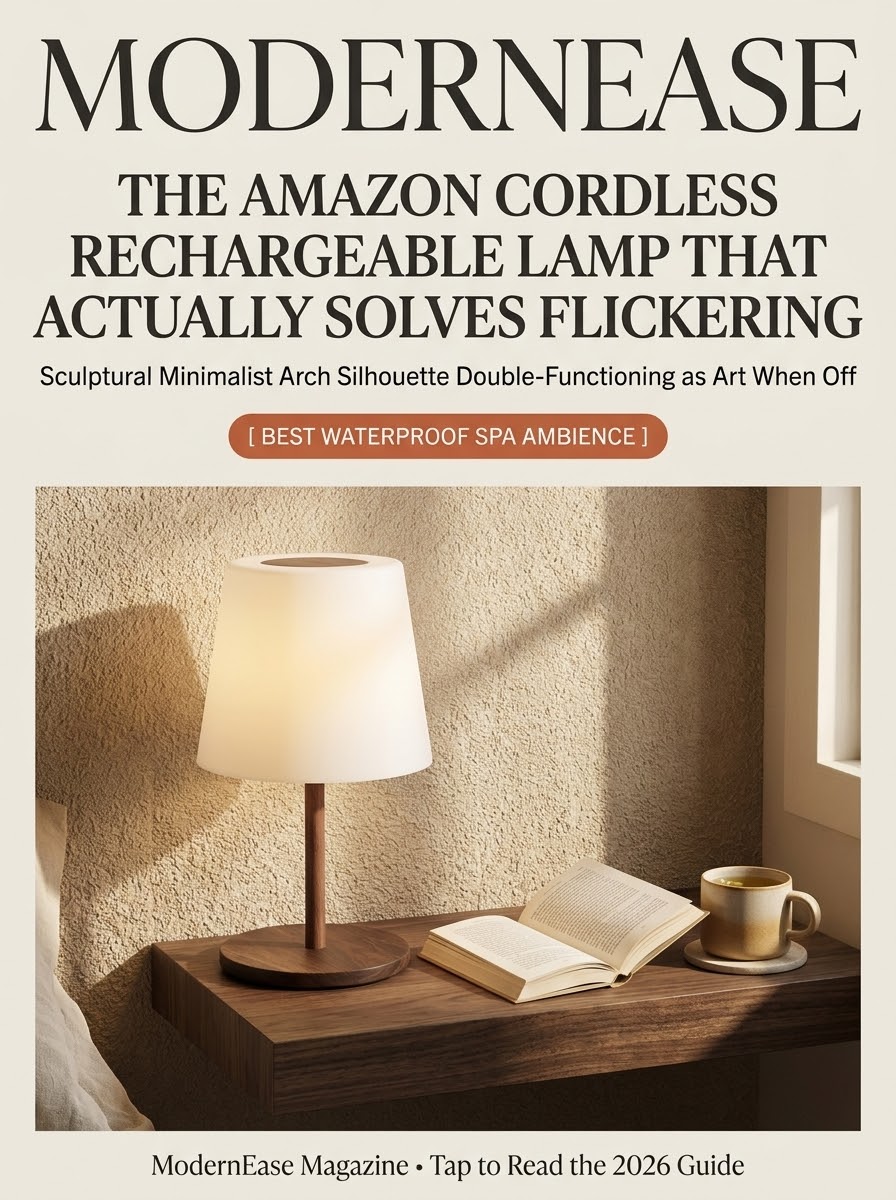 MODERNEASE
THE AMAZON CORDLESS
RECHARGEABLE LAMP THAT
ACTUALLY SOLVES FLICKERING
Sculptural Minimalist Arch Silhouette Double-Functioning as Art When Off
[ BEST WATERPROOF SPA AMBIENCE ]
ModernEase Magazine • Tap to Read the 2026 Guide